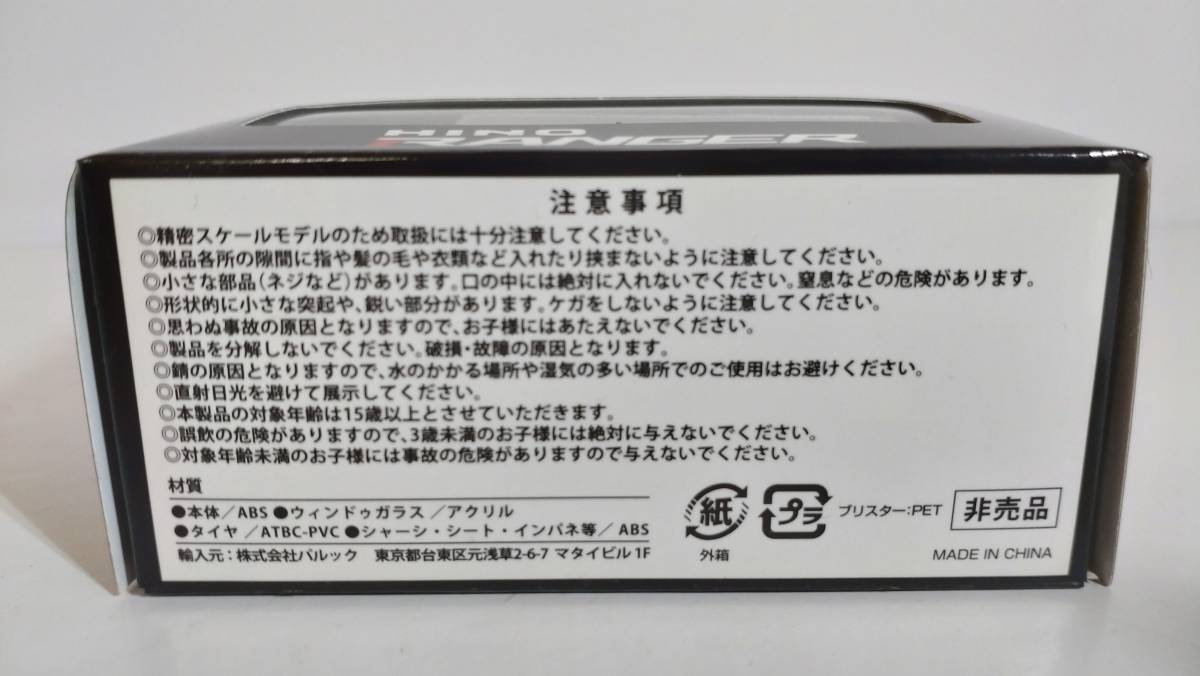 HINO
RANGER
注意事項
◎精密スケールモデルのため取扱には十分注意してください。
◎製品各所の隙間に指や髪の毛や衣類など入れたり挟まないように注意してください。
◎小さな部品(ネジなど)があります。口の中には絶対に入れないでください。窒息などの危険があります。
◎形状的に小さな突起や、鋭い部分があります。ケガをしないように注意してください。
◎思わぬ事故の原因となりますので、お子様にはあたえないでください。
◎製品を分解しないでください。破損・故障の原因となります。
◎錆の原因となりますので、水のかかる場所や湿気の多い場所でのご使用はお避けください。
◎直射日光を避けて展示してください。
◎本製品の対象年齢は15歳以上とさせていただきます。
◎誤飲の危険がありますので、3歳未満のお子様には絶対に与えないでください。
◎対象年齢未満のお子様には事故の危険がありますので与えないでください。
材質
●本体/ABS ●ウィンドゥガラス /アクリル
●タイヤ/ATBC-PVC ●シャーシ・シート・インパネ等/ ABS
輸入元:株式会社パルック 東京都台東区元浅草2-6-7 マタイビル 1F
紙
外箱
プラ
ブリスター:PET
非売品
MADE IN CHINA